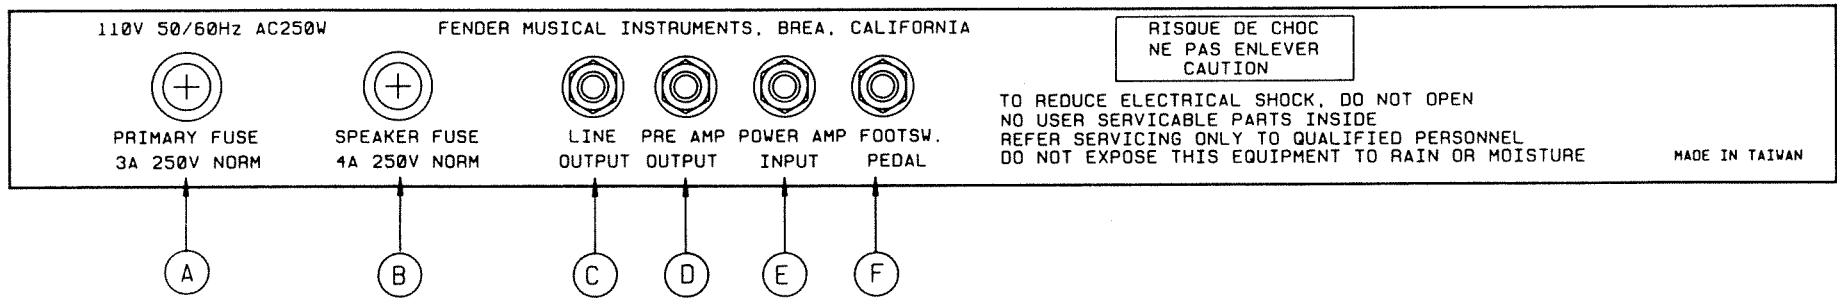 110V 50/60Hz AC250W
FENDER MUSICAL INSTRUMENTS, BREA, CALIFORNIA
RISQUE DE CHOC
NE PAS ENLEVER
CAUTION
TO REDUCE ELECTRICAL SHOCK, DO NOT OPEN
NO USER SERVICABLE PARTS INSIDE
REFER SERVICING ONLY TO QUALIFIED PERSONNEL
DO NOT EXPOSE THIS EQUIPMENT TO RAIN OR MOISTURE
MADE IN TAIWAN
PRIMARY FUSE
3A 250V NORM
SPEAKER FUSE
4A 250V NORM
LINE
OUTPUT
PRE AMP
OUTPUT
POWER AMP
INPUT
FOOTSW.
PEDAL
A
B
C
D
E
F